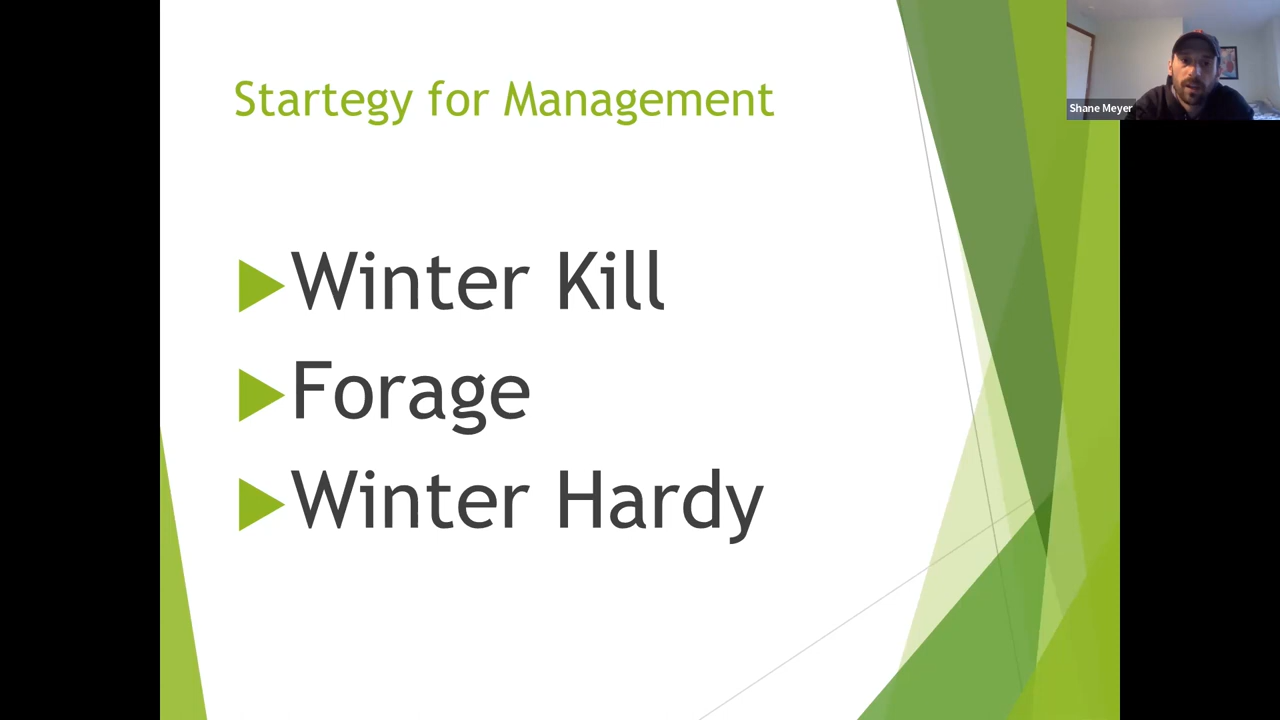 Startegy for Management
Winter Kill
Forage
Winter Hardy
Shane Meyer